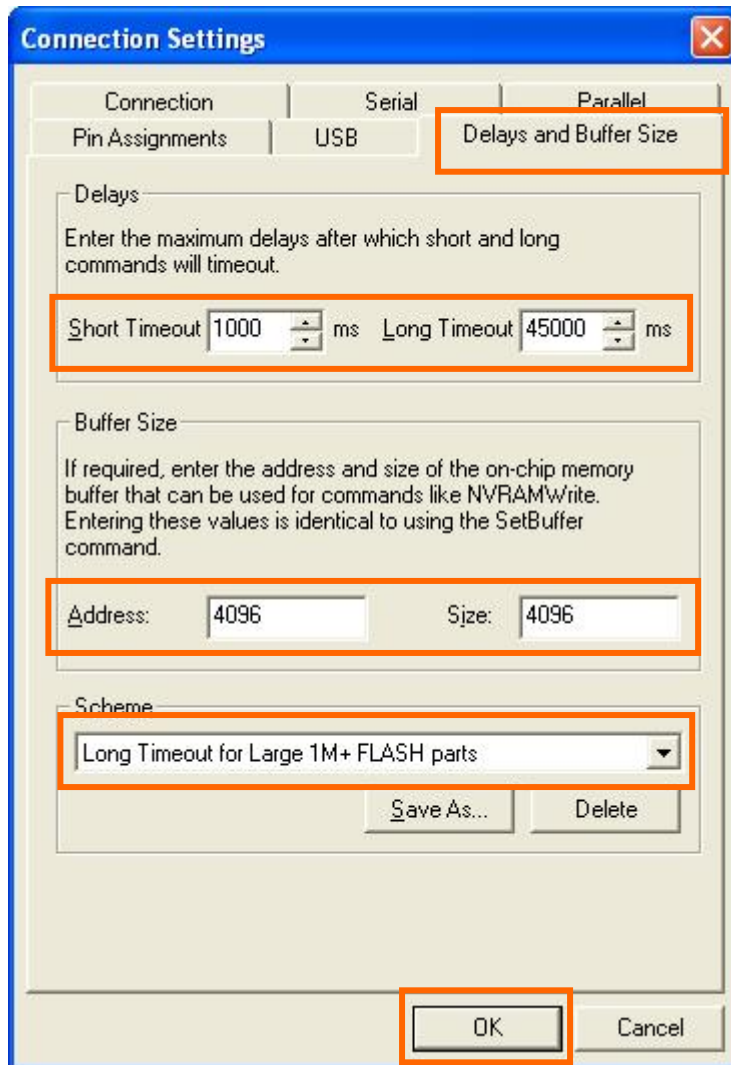 Connection Settings
Connection Serial Parallel
Pin Assignments USB Delays and Buffer Size
Delays
Enter the maximum delays after which short and long
commands will timeout.
Short Timeout 1000 ms Long Timeout 45000 ms
Buffer Size
If required, enter the address and size of the on-chip memory
buffer that can be used for commands like NVRAMWrite.
Entering these values is identical to using the SetBuffer
command.
Address: 4096 Size: 4096
Scheme
Long Timeout for Large 1M+ FLASH parts
Save As... Delete
OK Cancel